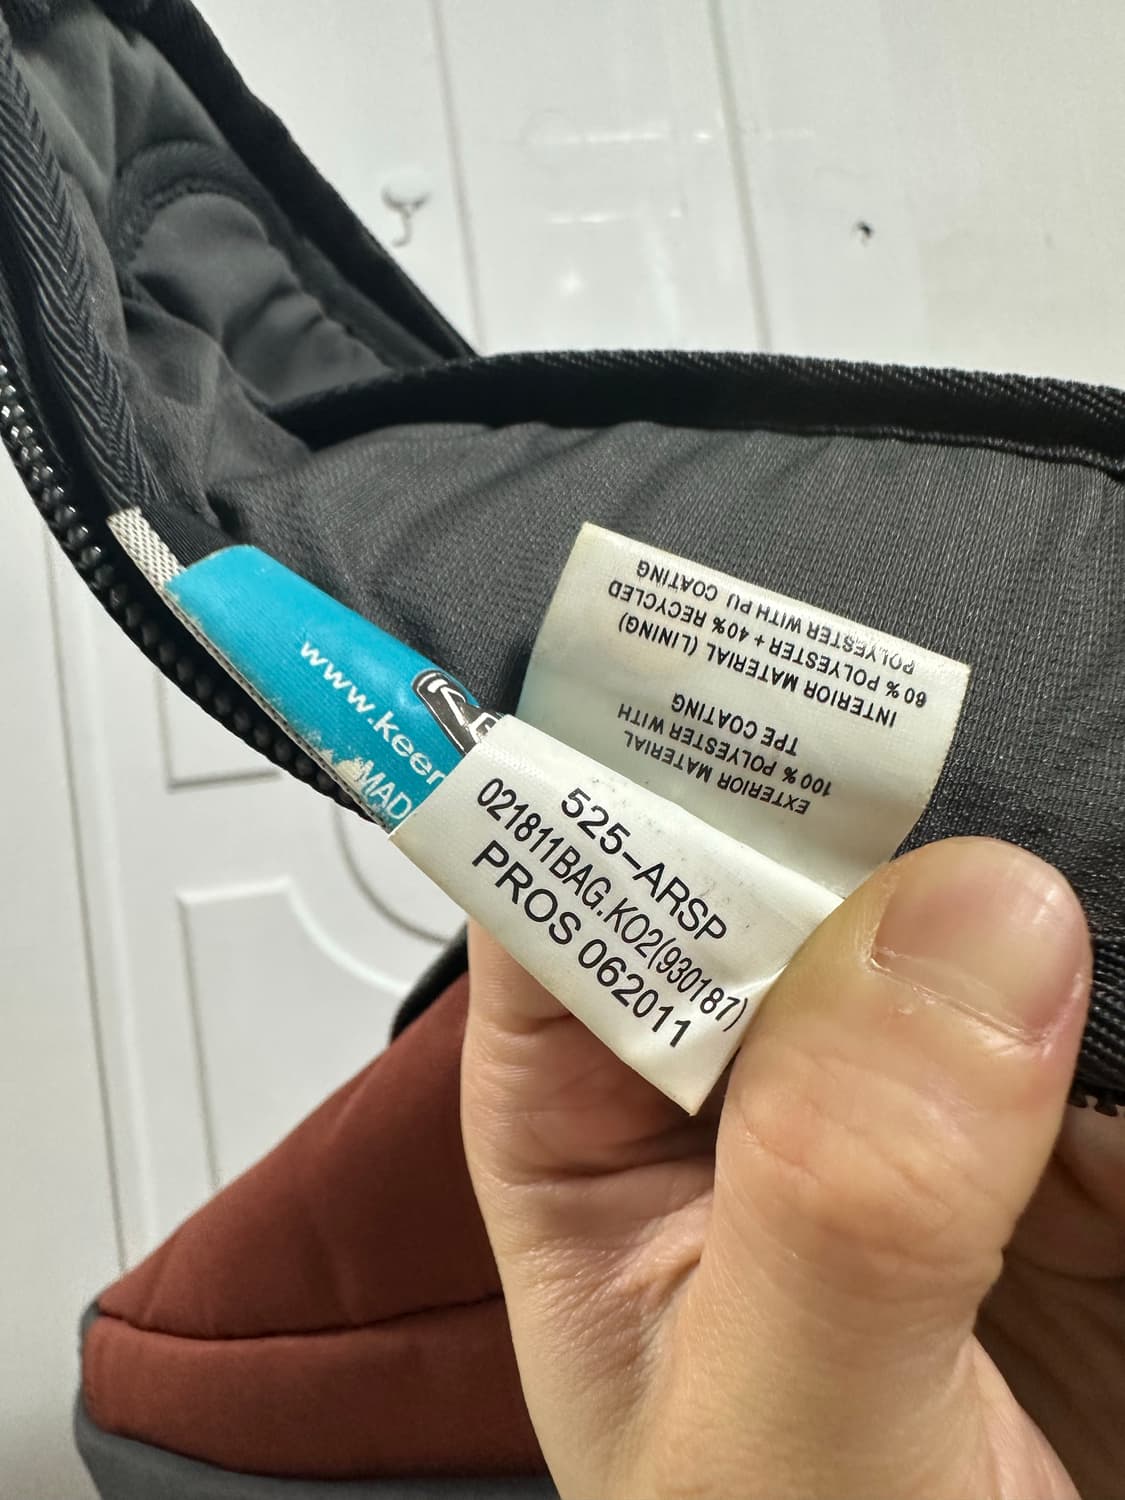 www.keen
MAD
525-ARSP
021811BAG.KO2(930187)
PROS 062011
EXTERIOR MATERIAL
100 % POLYESTER WITH
TPE COATING
INTERIOR MATERIAL (LINING)
60 % POLYESTER + 40% RECYCLED
POLYESTER WITH PU COATING